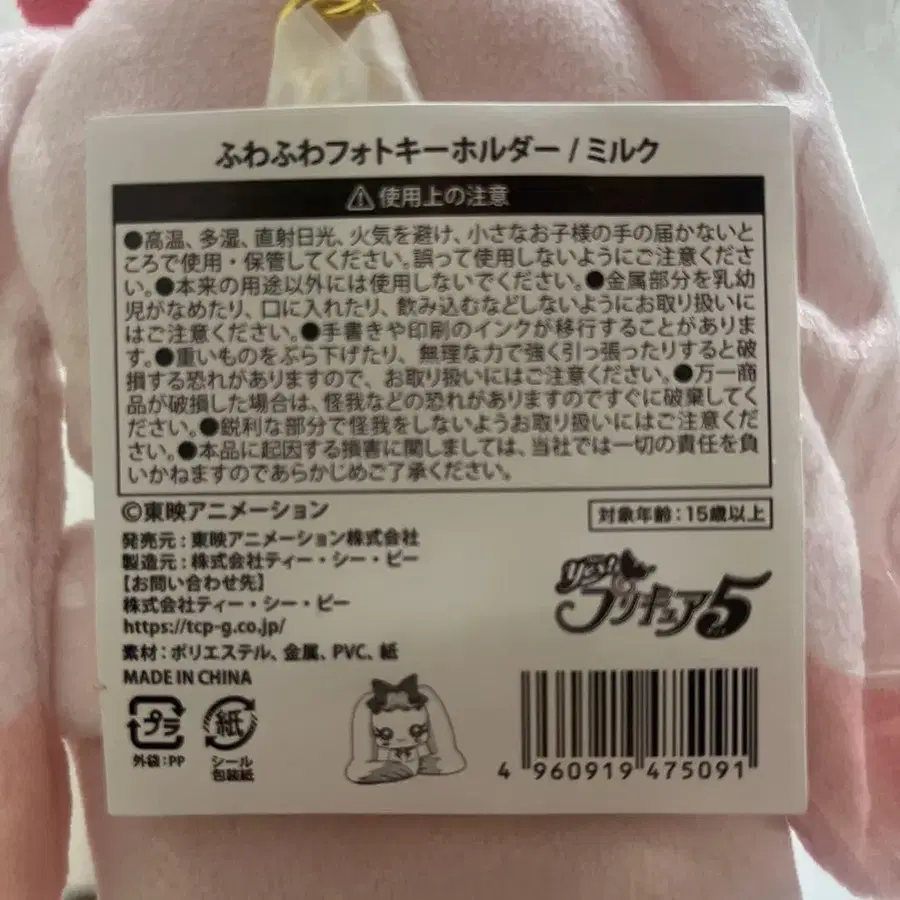 ふわふわフォトキーホルダー / ミルク
⚠使用上の注意
●高温、多湿、直射日光、火気を避け、小さなお子様の手の届かないと
ころで使用・保管してください。誤って使用しないようにご注意くださ
い。●本来の用途以外には使用しないでください。●金属部分を乳幼
児がなめたり、口に入れたり、飲み込むなどしないようにお取り扱いに
はご注意ください。●手書きや印刷のインクが移行することがありま
す。●重いものをぶら下げたり、無理な力で強く引っ張ったりすると破
損する恐れがありますので、お取り扱いにはご注意ください。●万一商
品が破損した場合は、怪我などの恐れがありますのですぐに破棄してく
ださい。●鋭利な部分で怪我をしないようお取り扱いにはご注意くださ
い。●本品に起因する損害に関しましては、当社では一切の責任を負
いかねますのであらかじめご了承ください。
©東映アニメーション
対象年齢：15歳以上
発売元：東映アニメーション株式会社
製造元：株式会社ティー・シー・ピー
【お問い合わせ先】
株式会社ティー・シー・ピー
https://tcp-g.co.jp/
素材：ポリエステル、金属、PVC、紙
MADE IN CHINA
プリキュア5
プラ
外袋：PP
紙
シール
包装紙
4 960919 475091